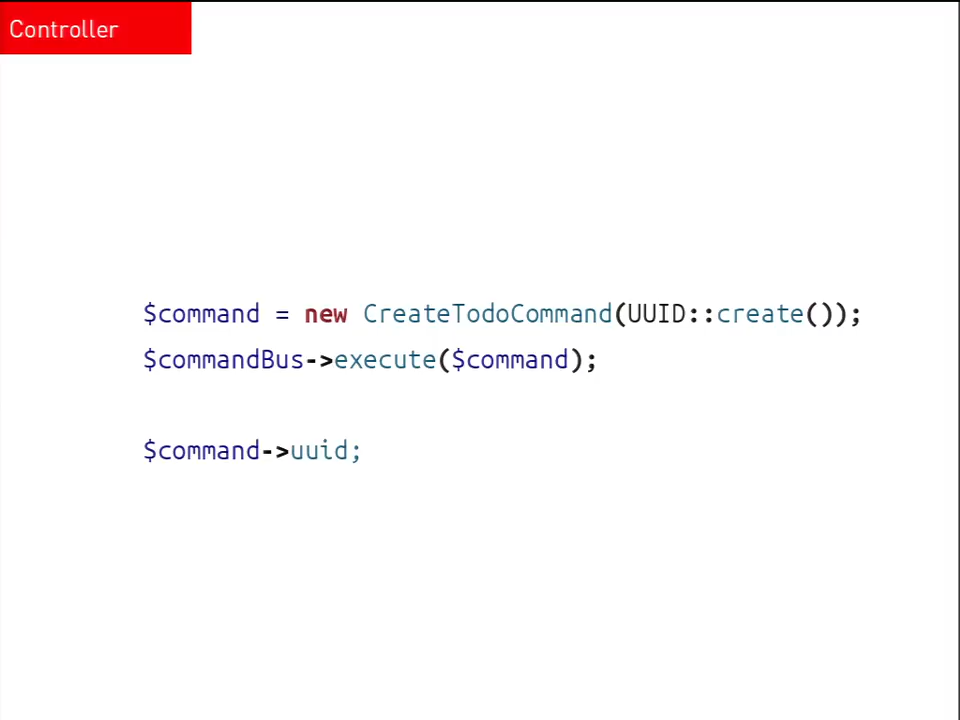 Controller
$command = new CreateTodoCommand(UUID::create());
$commandBus->execute($command);
$command->uuid;